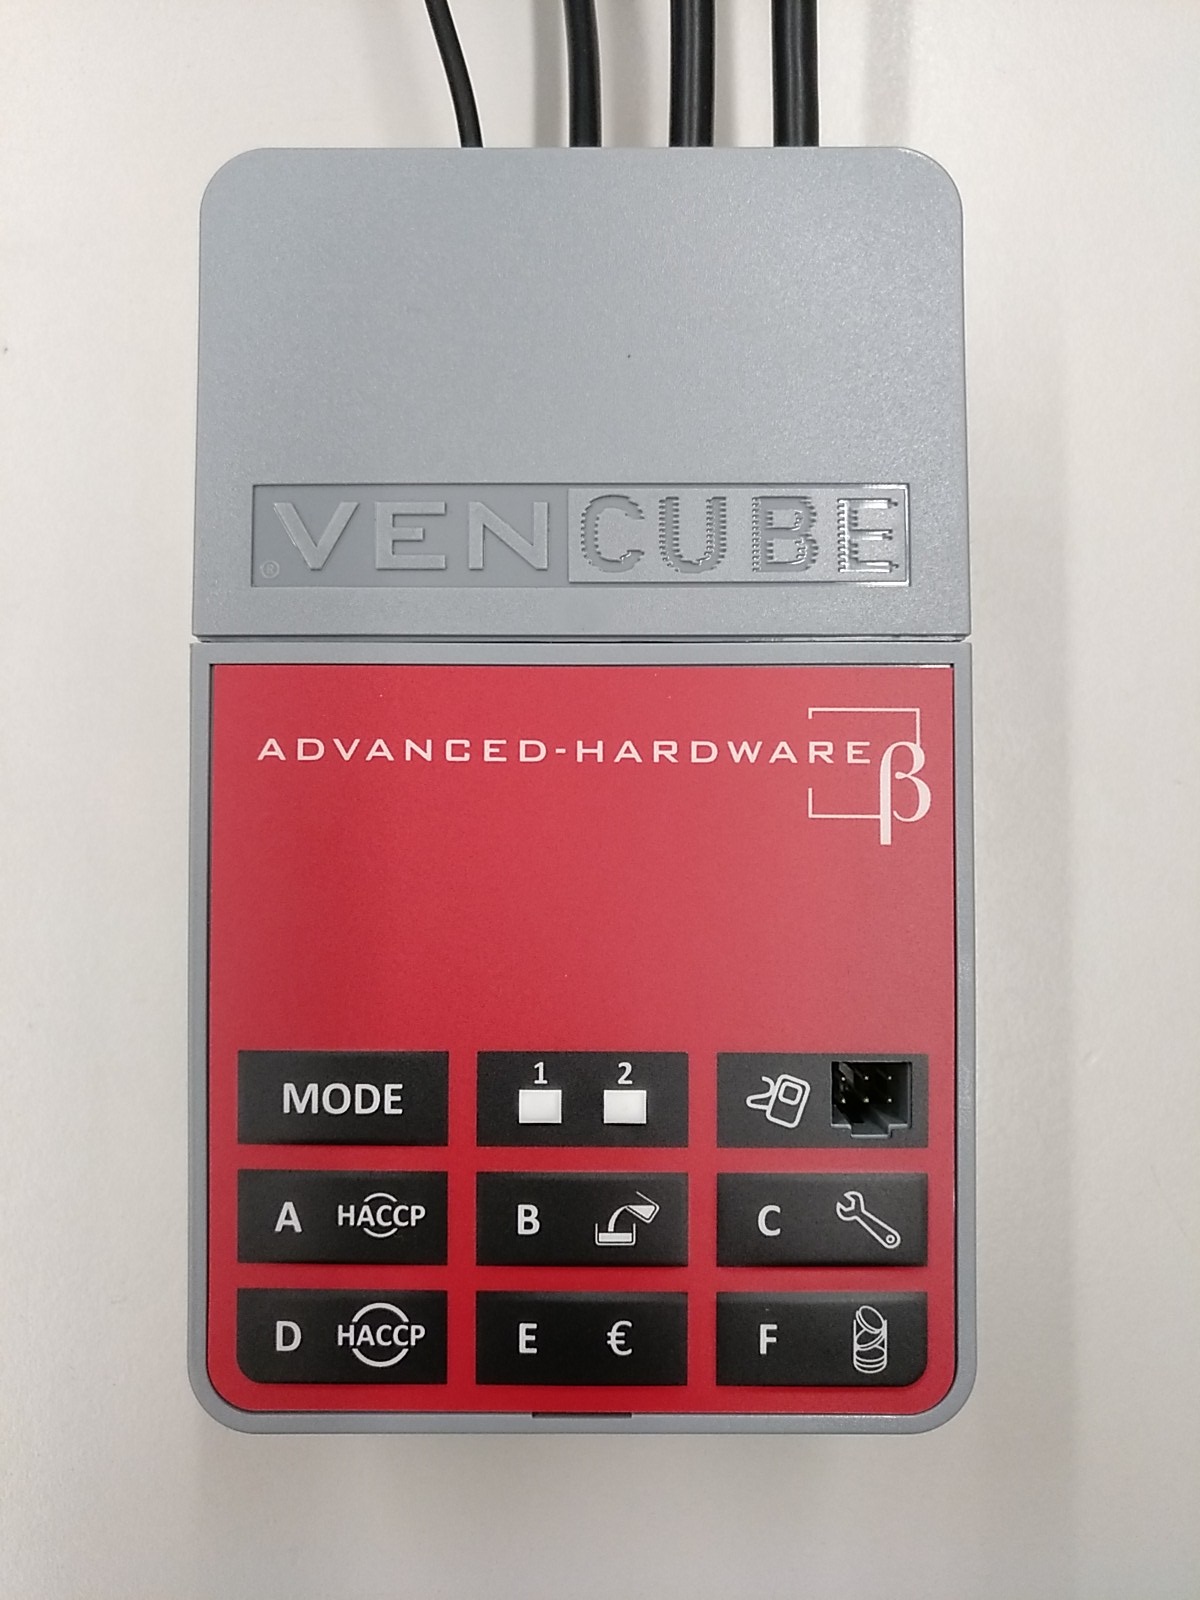 VENCUBE
®
ADVANCED-HARDWARE
β
MODE
1 2
A HACCP
B
C
D HACCP
E €
F